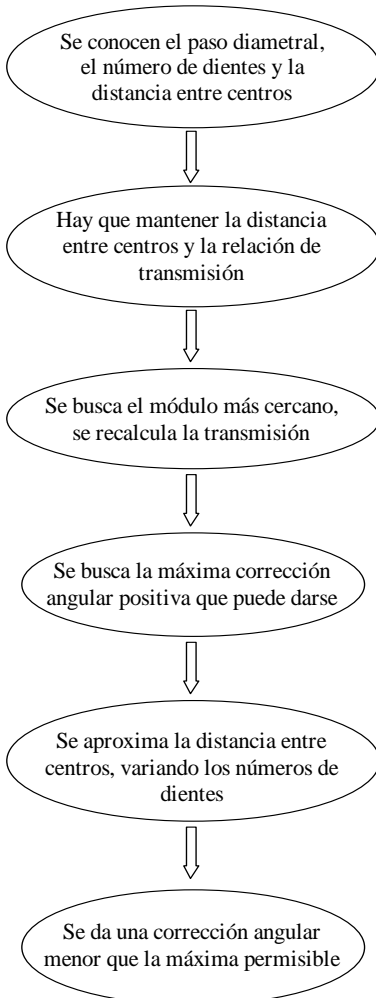 Se conocen el paso diametral,
el número de dientes y la
distancia entre centros
Hay que mantener la distancia
entre centros y la relación de
transmisión
Se busca el módulo más cercano,
se recalcula la transmisión
Se busca la máxima corrección
angular positiva que puede darse
Se aproxima la distancia entre
centros, variando los números de
dientes
Se da una corrección angular
menor que la máxima permisible